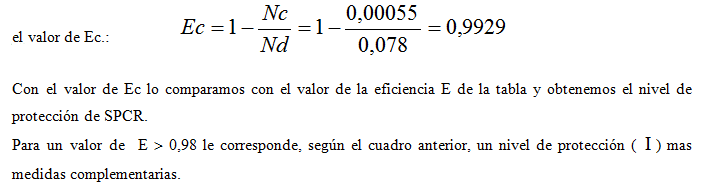 el valor de Ec.: Ec = 1 − Nc/Nd = 1 − 0,00055/0,078 = 0,9929
Con el valor de Ec lo comparamos con el valor de la eficiencia E de la tabla y obtenemos el nivel de
protección de SPCR.
Para un valor de E > 0,98 le corresponde, según el cuadro anterior, un nivel de protección ( I ) mas
medidas complementarias.